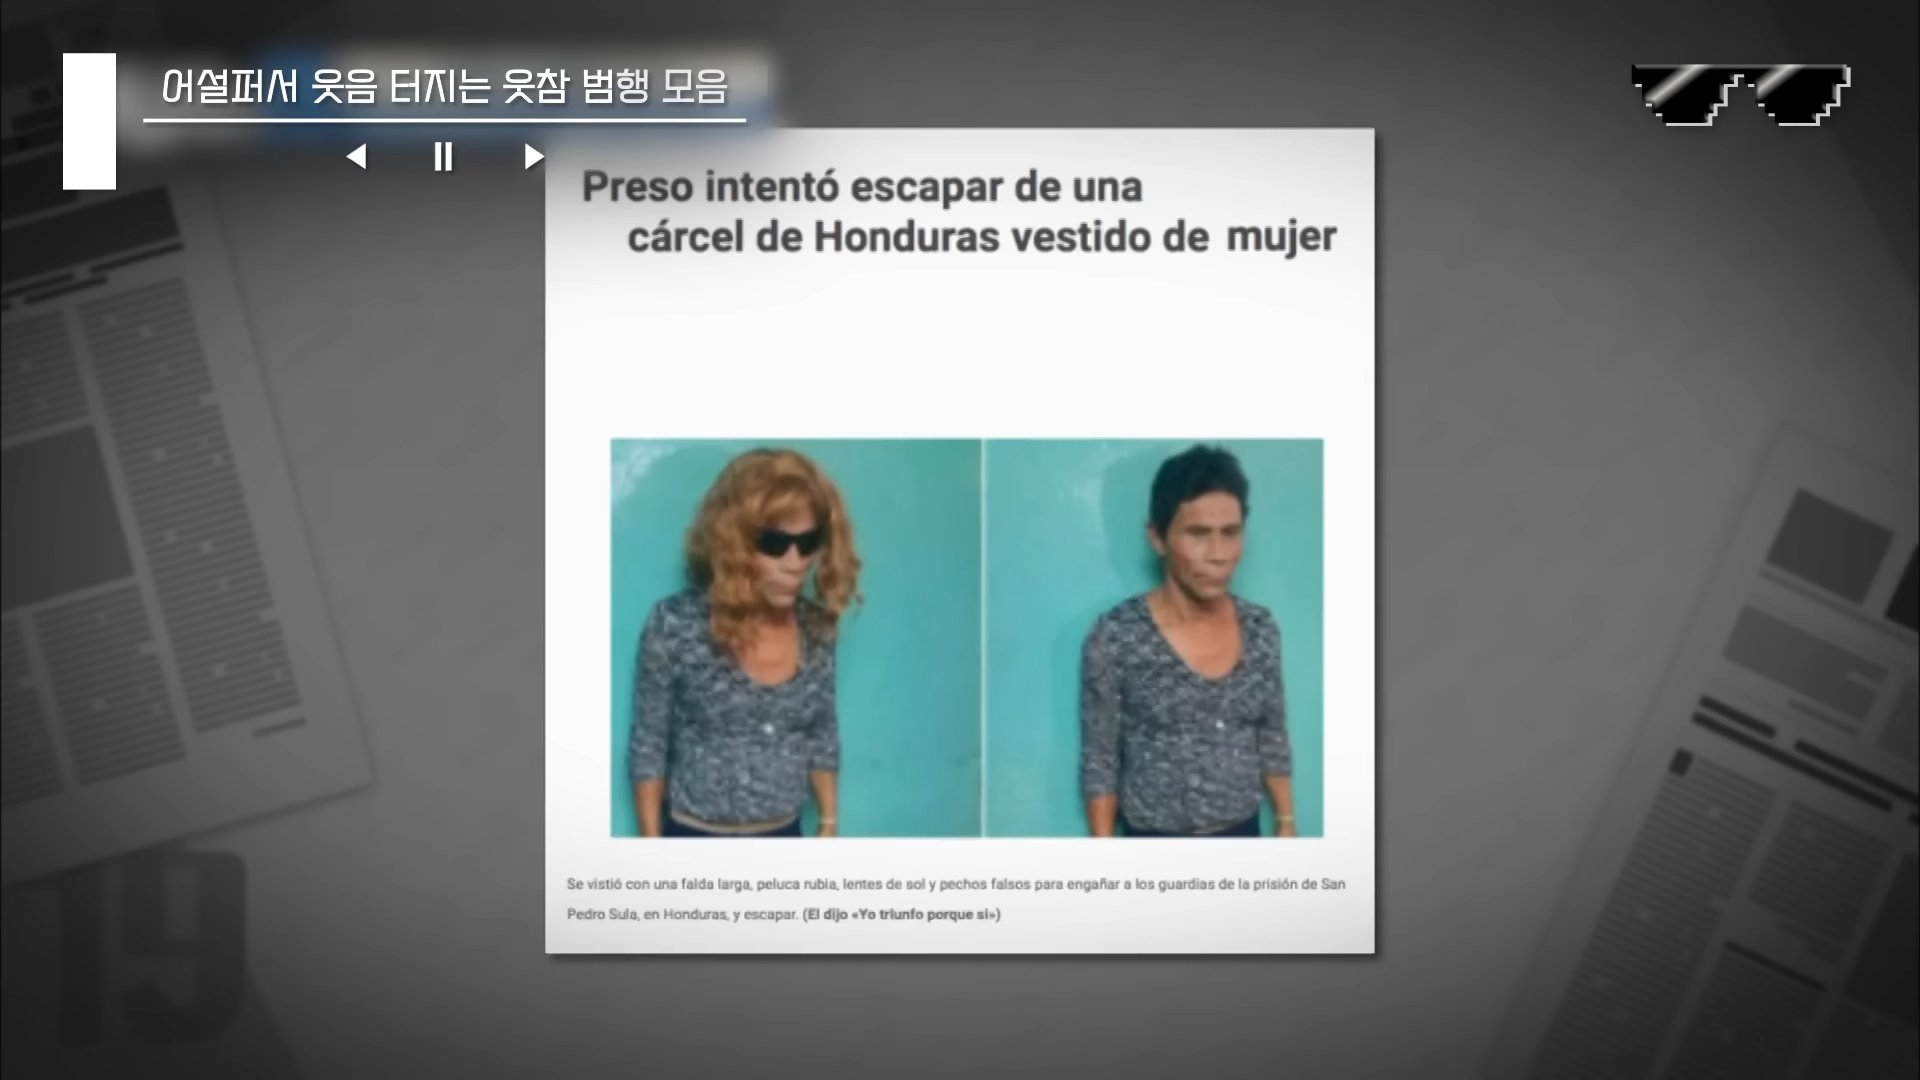 어설퍼서 웃음 터지는 웃참 범행 모음
Preso intentó escapar de una
cárcel de Honduras vestido de mujer
Se vistió con una falda larga, peluca rubia, lentes de sol y pechos falsos para engañar a los guardias de la prisión de San
Pedro Sula, en Honduras, y escapar. (El dijo «Yo triunfo porque si»)
19